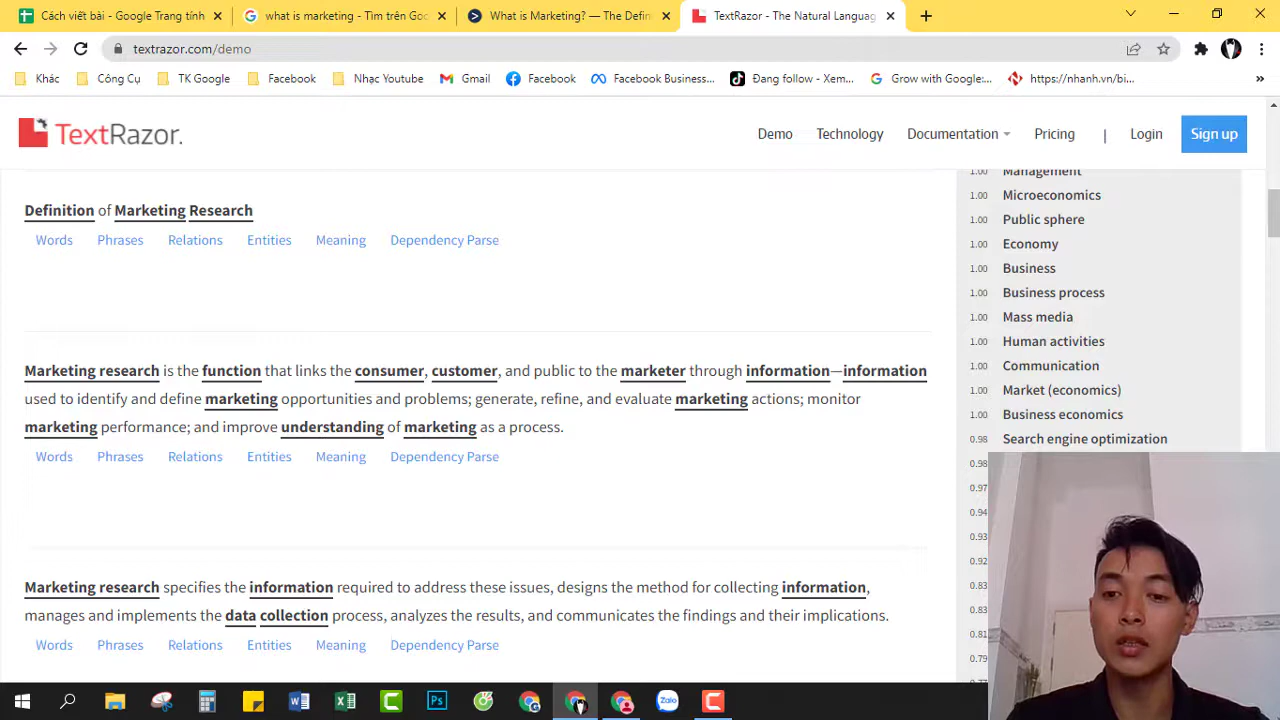 Cách viết bài - Google Trang tính
what is marketing - Tìm trên Go
What is Marketing? — The Defin
TextRazor - The Natural Languag
textrazor.com/demo
Khác
Công Cụ
TK Google
Facebook
Nhạc Youtube
Gmail
Facebook
Facebook Business...
Đang follow - Xem...
Grow with Google:...
https://nhanh.vn/bi...
»
TextRazor.
Demo
Technology
Documentation
Pricing
|
Login
Sign up
Definition of Marketing Research
Words Phrases Relations Entities Meaning Dependency Parse
Marketing research is the function that links the consumer, customer, and public to the marketer through information—information
used to identify and define marketing opportunities and problems; generate, refine, and evaluate marketing actions; monitor
marketing performance; and improve understanding of marketing as a process.
Words Phrases Relations Entities Meaning Dependency Parse
Marketing research specifies the information required to address these issues, designs the method for collecting information,
manages and implements the data collection process, analyzes the results, and communicates the findings and their implications.
Words Phrases Relations Entities Meaning Dependency Parse
1.00 Management
1.00 Microeconomics
1.00 Public sphere
1.00 Economy
1.00 Business
1.00 Business process
1.00 Mass media
1.00 Human activities
1.00 Communication
1.00 Market (economics)
1.00 Business economics
0.98 Search engine optimization
0.98
0.97
0.94
0.93
0.92
0.83
0.83
0.81
0.79
Ps
Zalo